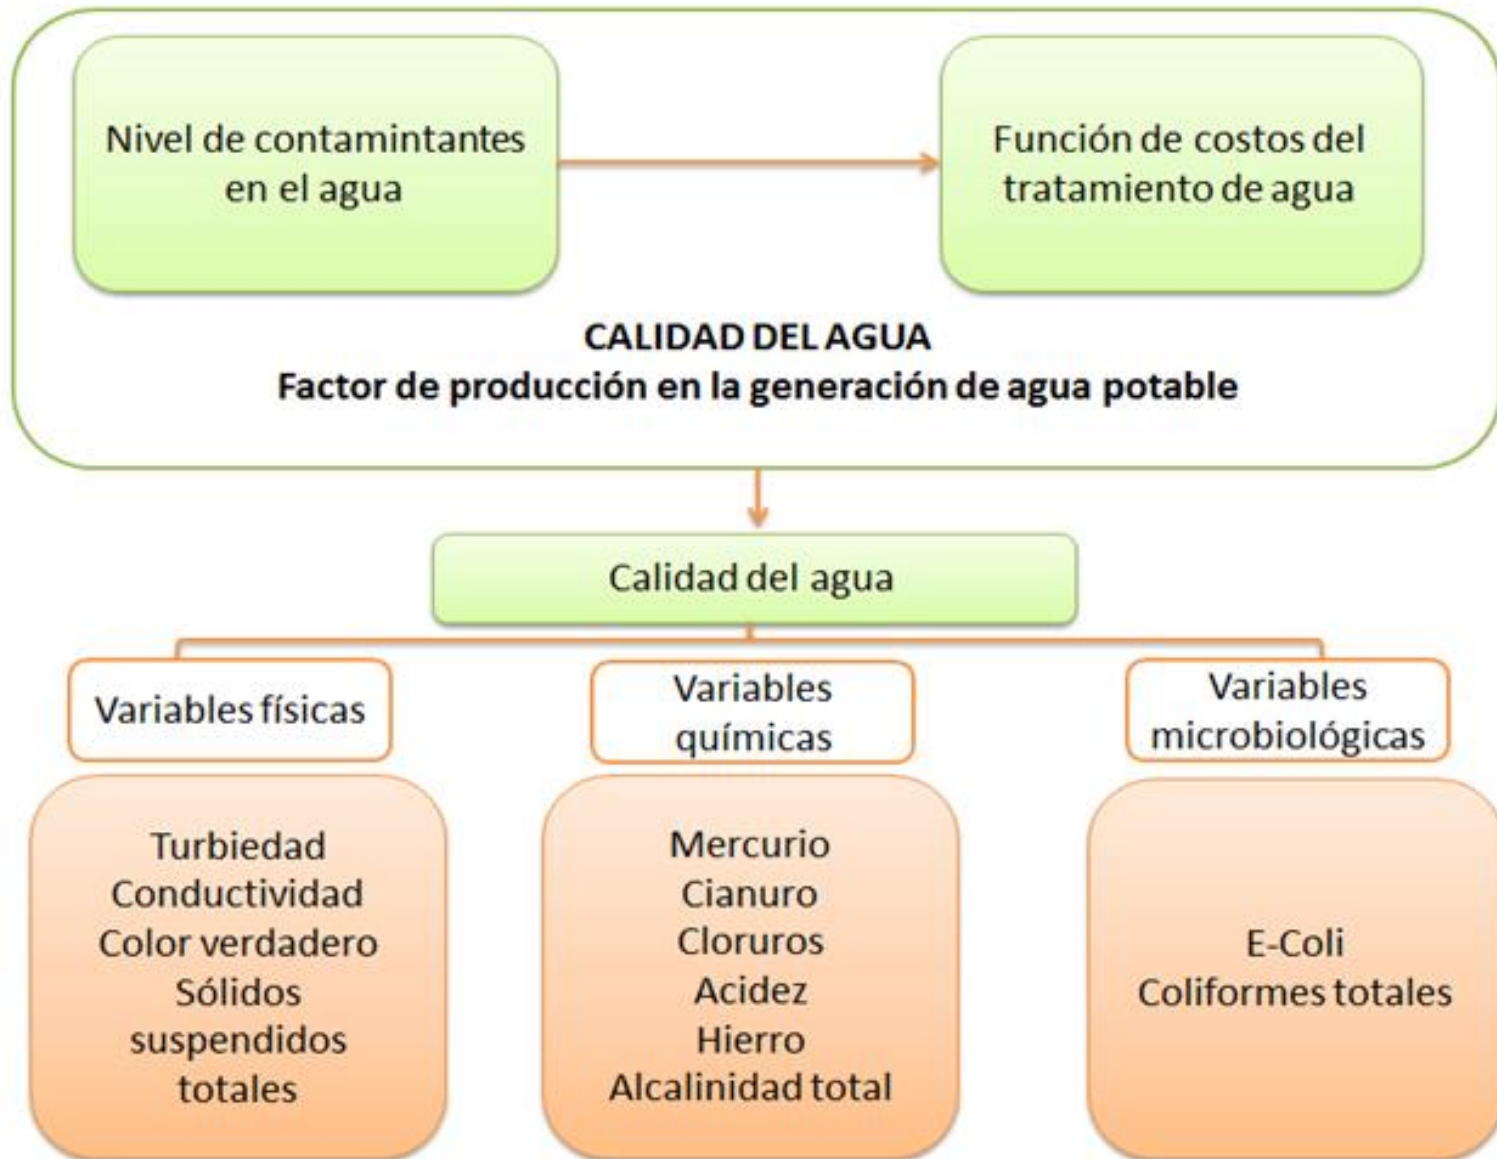 Nivel de contamintantes
en el agua
Función de costos del
tratamiento de agua
CALIDAD DEL AGUA
Factor de producción en la generación de agua potable
Calidad del agua
Variables físicas
Variables
químicas
Variables
microbiológicas
Turbiedad
Conductividad
Color verdadero
Sólidos
suspendidos
totales
Mercurio
Cianuro
Cloruros
Acidez
Hierro
Alcalinidad total
E-Coli
Coliformes totales